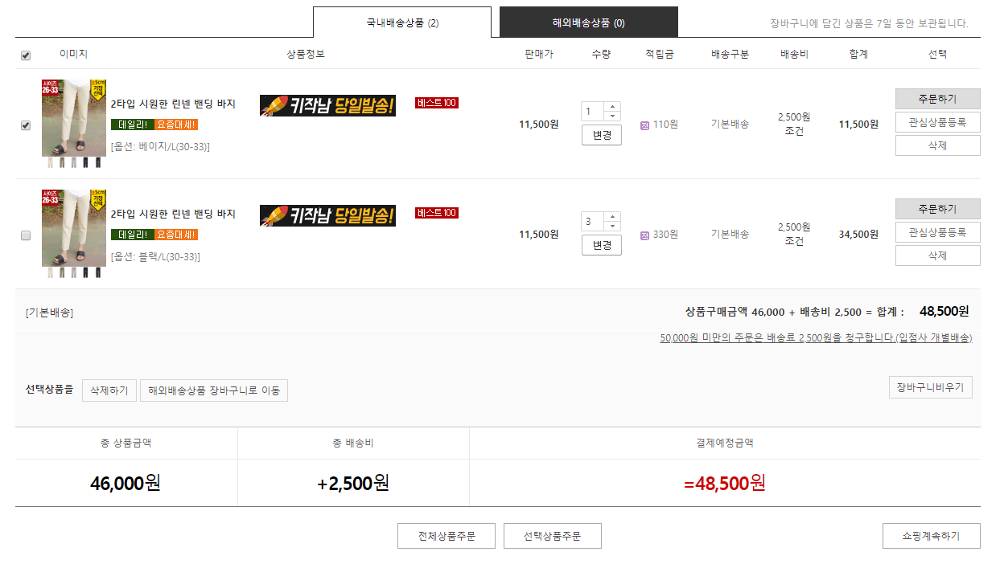 국내배송상품 (2)
해외배송상품 (0)
장바구니에 담긴 상품은 7일 동안 보관됩니다.
이미지 상품정보 판매가 수량 적립금 배송구분 배송비 합계 선택
사이즈
26-33
±5cm
기장
선택
2타입 시원한 린넨 밴딩 바지
키작남 당일발송!
베스트100
데일리! 요즘대세!
[옵션: 베이지/L(30-33)]
11,500원
1
변경
적 110원
기본배송
2,500원
조건
11,500원
주문하기
관심상품등록
삭제
사이즈
26-33
±5cm
기장
선택
2타입 시원한 린넨 밴딩 바지
키작남 당일발송!
베스트100
데일리! 요즘대세!
[옵션: 블랙/L(30-33)]
11,500원
3
변경
적 330원
기본배송
2,500원
조건
34,500원
주문하기
관심상품등록
삭제
[기본배송]
상품구매금액 46,000 + 배송비 2,500 = 합계 : 48,500원
50,000원 미만의 주문은 배송료 2,500원을 청구합니다.(입점사 개별배송)
선택상품을 삭제하기 해외배송상품 장바구니로 이동
장바구니비우기
총 상품금액 총 배송비 결제예정금액
46,000원 +2,500원 =48,500원
전체상품주문 선택상품주문 쇼핑계속하기